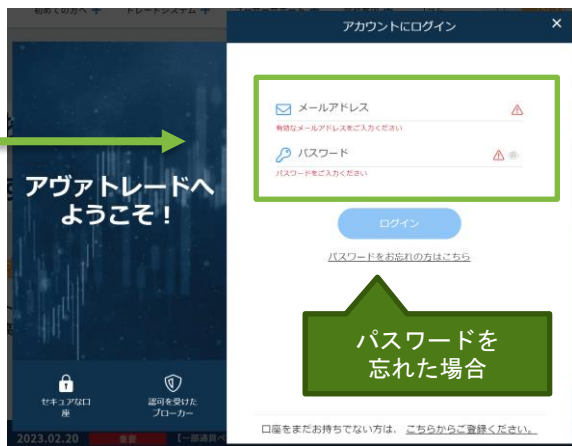 初めての方へ
トレードシステム
アカウントにログイン
×
メールアドレス
有効なメールアドレスをご入力ください
パスワード
パスワードをご入力ください
アヴァトレードへ
ようこそ！
ログイン
パスワードをお忘れの方はこちら
パスワードを
忘れた場合
セキュアな口
座
認可を受けた
ブローカー
口座をまだお持ちでない方は、 こちらからご登録ください。
2023.02.20
重要